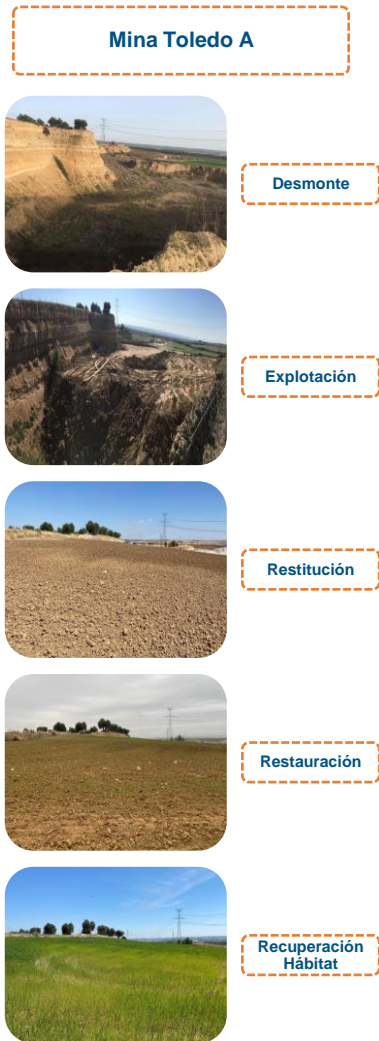 Mina Toledo A
Desmonte
Explotación
Restitución
Restauración
Recuperación
Hábitat